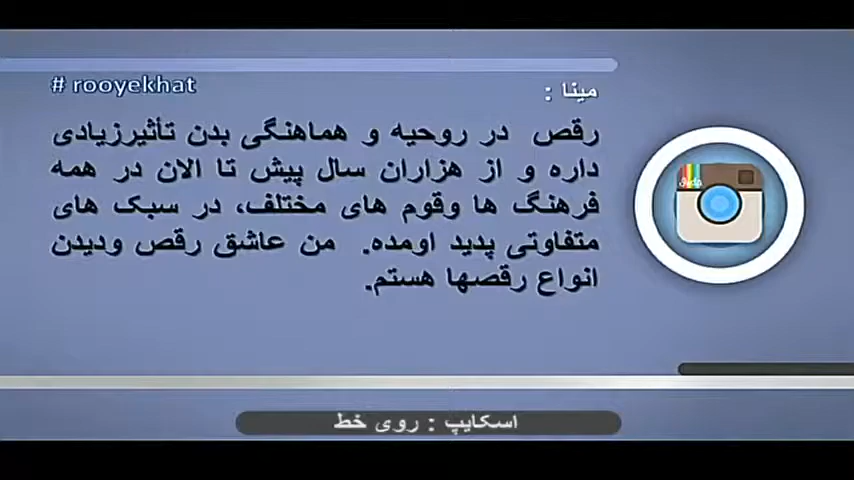 # rooyekhat
مینا :
رقص در روحیه و هماهنگی بدن تأثیرزیادی
داره و از هزاران سال پیش تا الان در همه
فرهنگ ها وقوم های مختلف، در سبک های
متفاوتی پدید اومده. من عاشق رقص ودیدن
انواع رقصها هستم.
اسکایپ : روی خط